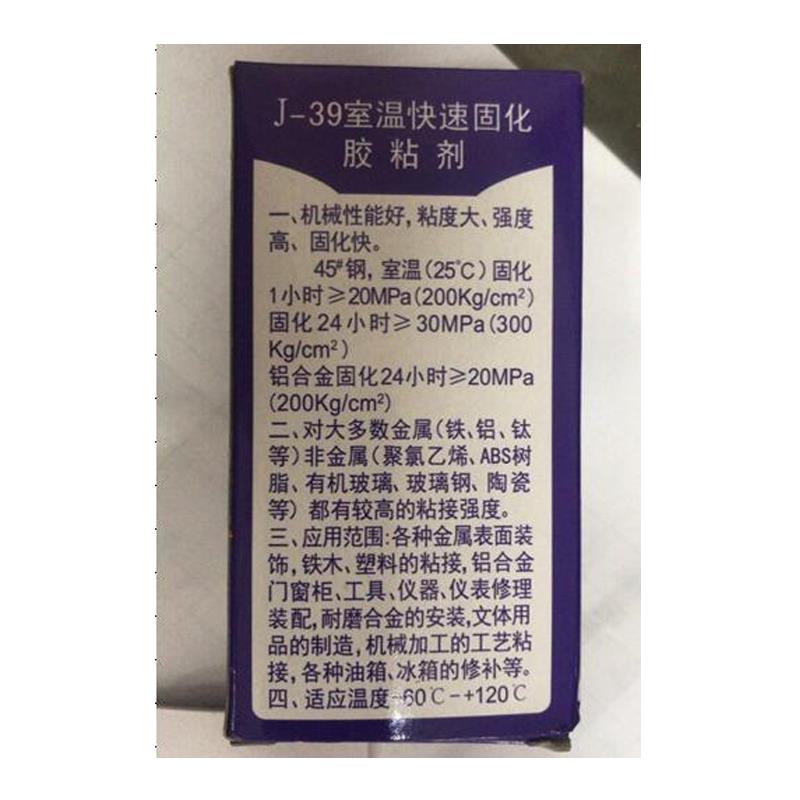 J-39室温快速固化
胶粘剂
一、机械性能好,粘度大、强度
高、固化快。
45#钢,室温(25℃)固化
1小时≥20MPa(200Kg/cm²)
固化24小时≥30MPa(300
Kg/cm²)
铝合金固化24小时≥20MPa
(200Kg/cm²)
二、对大多数金属(铁、铝、钛
等)非金属(聚氯乙烯、ABS树
脂、有机玻璃、玻璃钢、陶瓷
等)都有较高的粘接强度。
三、应用范围:各种金属表面装
饰,铁木、塑料的粘接,铝合金
门窗柜、工具、仪器、仪表修理
装配,耐磨合金的安装,文体用
品的制造,机械加工的工艺粘
接,各种油箱、冰箱的修补等。
四、适应温度-60℃-+120℃